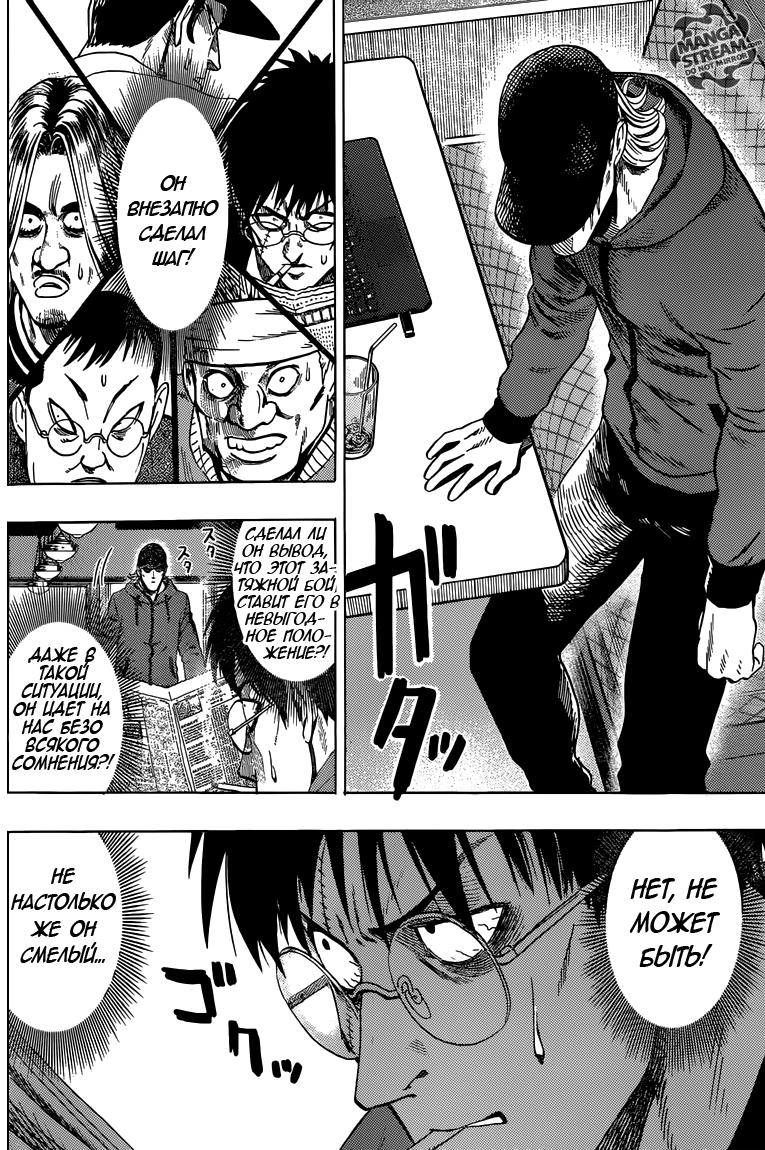 MANGA
STREAM
.COM
DO NOT MIRROR
ガ
タッ
ОН
ВНЕЗАПНО
СДЕЛАЛ
ШАГ!
СДЕЛАЛ ЛИ
ОН ВЫВОД,
ЧТО ЭТОТ ЗА-
ТЯЖНОЙ БОЙ,
СТАВИТ ЕГО В
НЕВЫГОД-
НОЕ ПОЛО-
ЖЕНИЕ?!
スタ
スタ
ДАЖЕ В
ТАКОЙ
СИТУАЦИИ,
ОН ИДЕТ НА
НАС БЕЗО
ВСЯКОГО
СОМНЕНИЯ?!
НЕТ, НЕ
МОЖЕТ
БЫТЬ!
НЕ
НАСТОЛЬКО
ЖЕ ОН
СМЕЛЫЙ...
ゴクッ